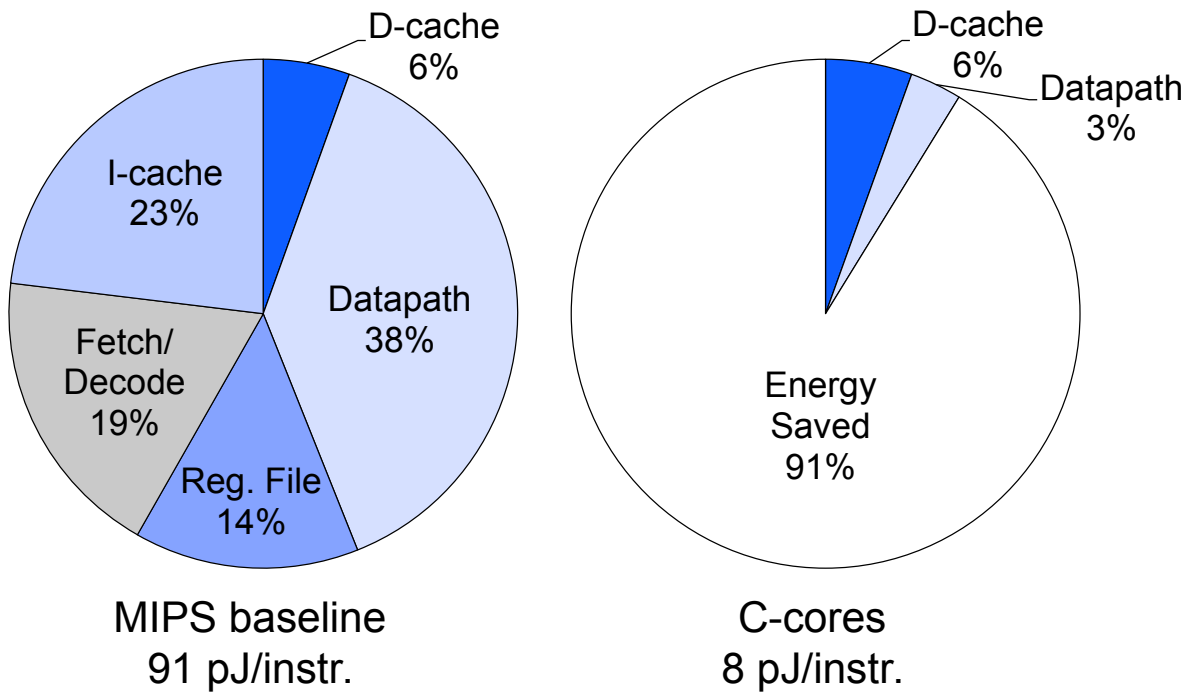 D-cache
6%
I-cache
23%
Datapath
38%
Fetch/
Decode
19%
Reg. File
14%
MIPS baseline
91 pJ/instr.
D-cache
6%
Datapath
3%
Energy
Saved
91%
C-cores
8 pJ/instr.